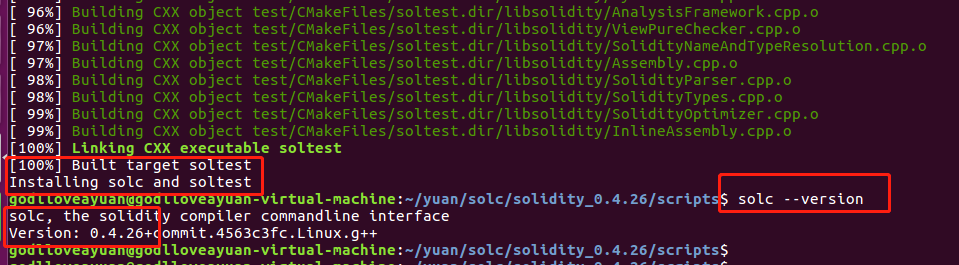 [ 96%] Building CXX object test/CMakeFiles/soltest.dir/libsolidity/AnalysisFramework.cpp.o
[ 96%] Building CXX object test/CMakeFiles/soltest.dir/libsolidity/ViewPureChecker.cpp.o
[ 97%] Building CXX object test/CMakeFiles/soltest.dir/libsolidity/SolidityNameAndTypeResolution.cpp.o
[ 97%] Building CXX object test/CMakeFiles/soltest.dir/libsolidity/Assembly.cpp.o
[ 98%] Building CXX object test/CMakeFiles/soltest.dir/libsolidity/SolidityParser.cpp.o
[ 98%] Building CXX object test/CMakeFiles/soltest.dir/libsolidity/SolidityTypes.cpp.o
[ 99%] Building CXX object test/CMakeFiles/soltest.dir/libsolidity/SolidityOptimizer.cpp.o
[ 99%] Building CXX object test/CMakeFiles/soltest.dir/libsolidity/InlineAssembly.cpp.o
[100%] Linking CXX executable soltest
[100%] Built target soltest
Installing solc and soltest
godlloveayuan@godlloveayuan-virtual-machine:~/yuan/solc/solidity_0.4.26/scripts$ solc --version
solc, the solidity compiler commandline interface
Version: 0.4.26+commit.4563c3fc.Linux.g++
godlloveayuan@godlloveayuan-virtual-machine:~/yuan/solc/solidity_0.4.26/scripts$